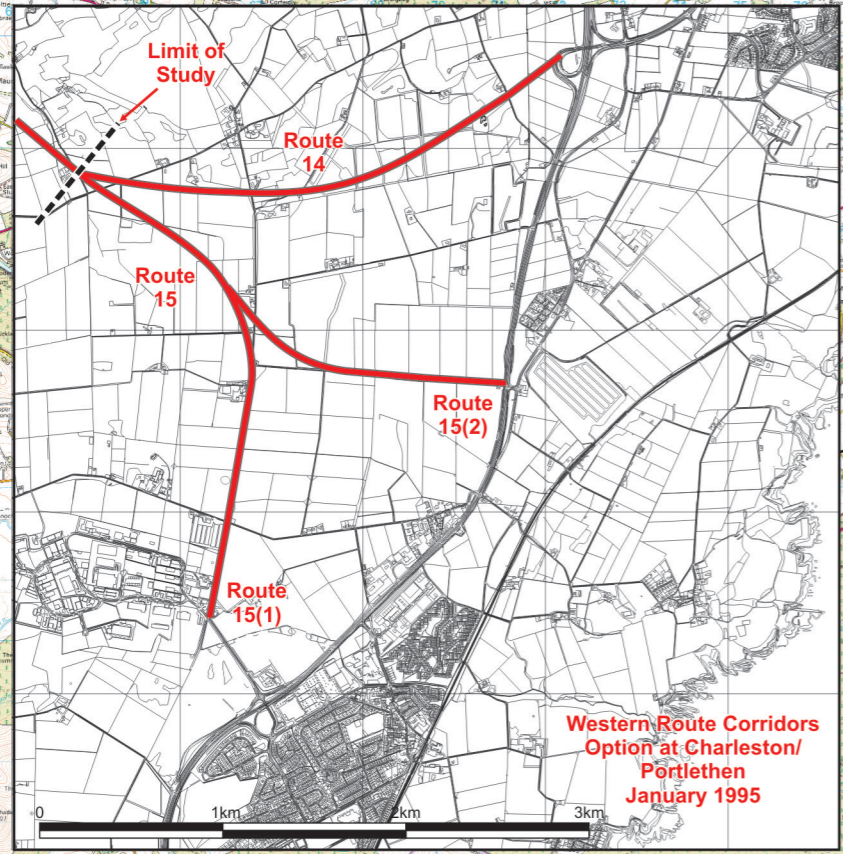 Limit of
Study
Route
14
Route
15
Route
15(2)
Route
15(1)
Western Route Corridors
Option at Charleston/
Portlethen
January 1995
0
1km
2km
3km